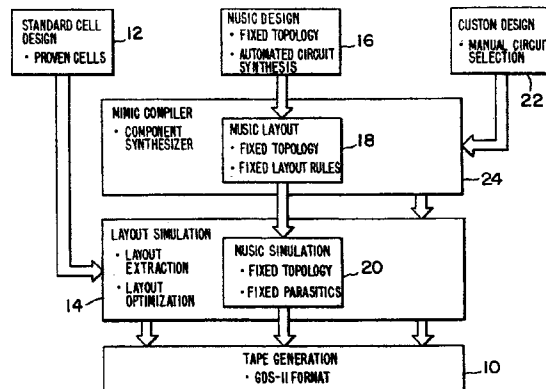 STANDARD CELL
DESIGN
• PROVEN CELLS
12
MUSIC DESIGN
• FIXED TOPOLOGY
• AUTOMATED CIRCUIT
SYNTHESIS
16
CUSTOM DESIGN
• MANUAL CIRCUIT
SELECTION
22
MIMIC COMPILER
• COMPONENT
SYNTHESIZER
MUSIC LAYOUT
• FIXED TOPOLOGY
• FIXED LAYOUT RULES
18
24
LAYOUT SIMULATION
• LAYOUT
EXTRACTION
• LAYOUT
OPTIMIZATION
14
MUSIC SIMULATION
• FIXED TOPOLOGY
• FIXED PARASITICS
20
TAPE GENERATION
• GDS-II FORMAT
10